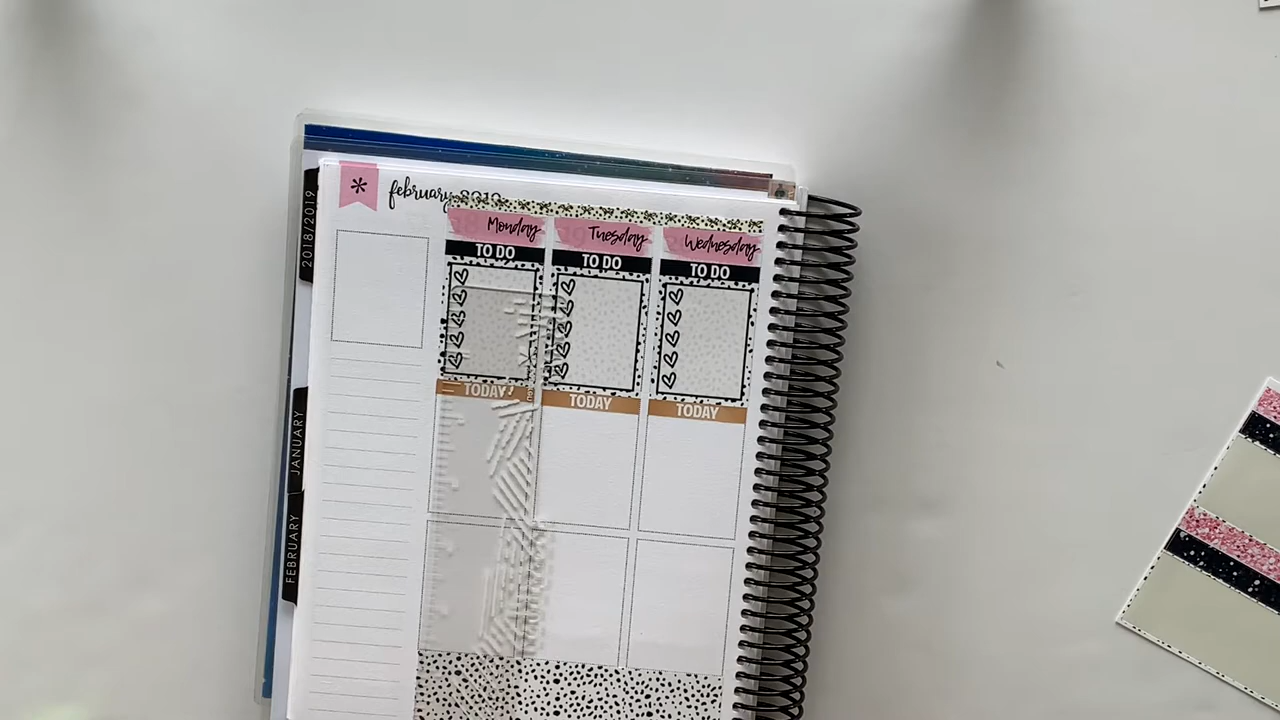 2018/2019
february 2019
Monday
Tuesday
Wednesday
TO DO
TO DO
TO DO
TODAY
TODAY
TODAY
JANUARY
FEBRUARY